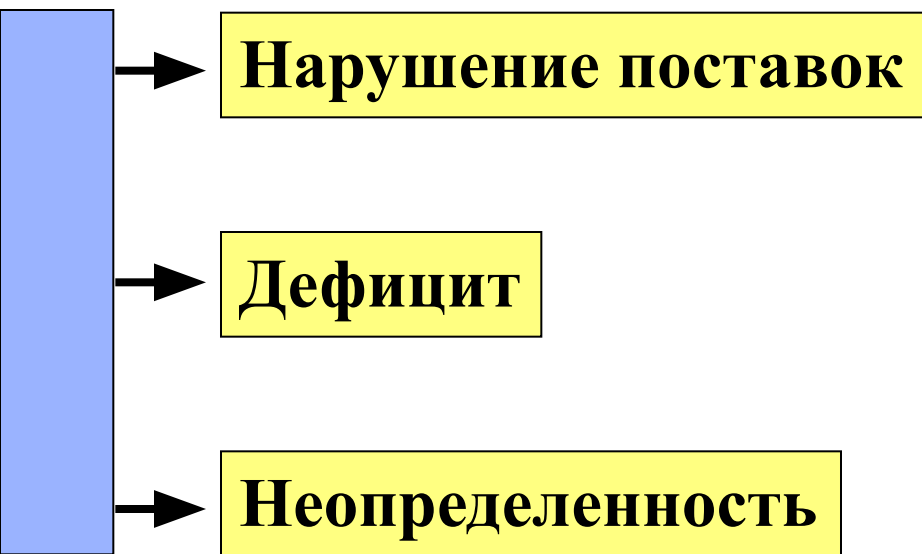 Нарушение поставок
Дефицит
Неопределенность